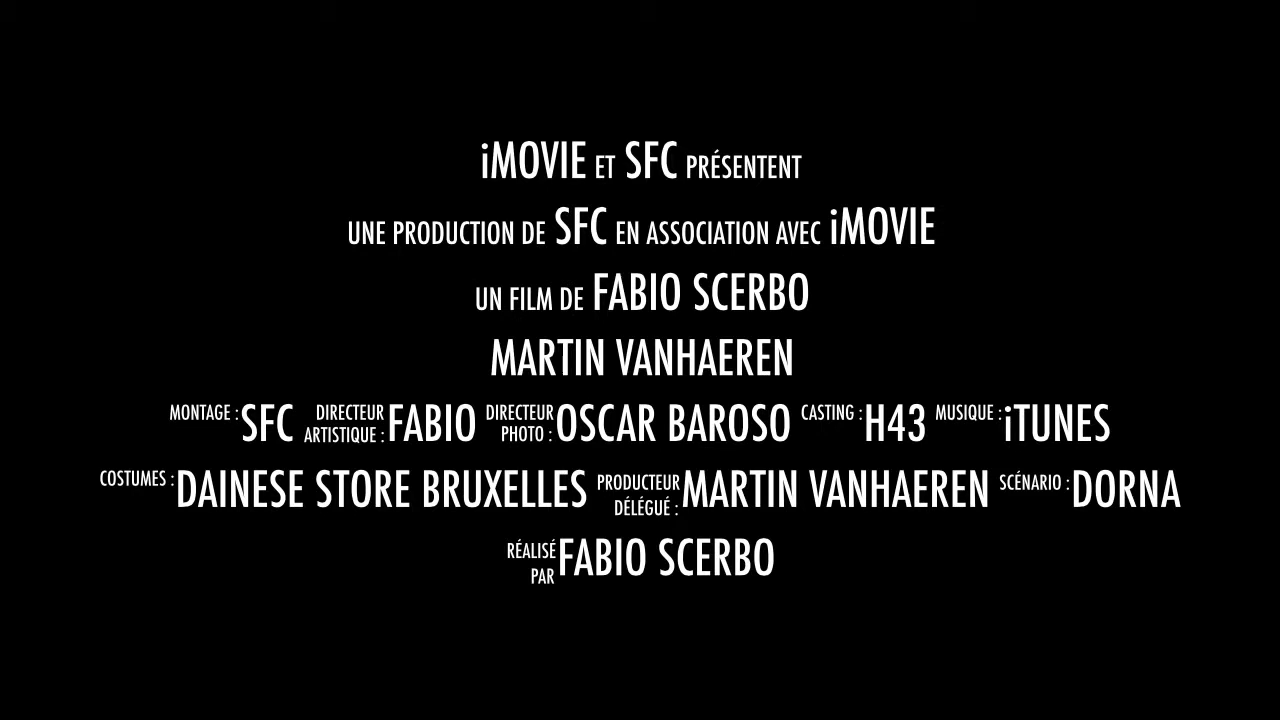 iMOVIE ET SFC PRÉSENTENT
UNE PRODUCTION DE SFC EN ASSOCIATION AVEC iMOVIE
UN FILM DE FABIO SCERBO
MARTIN VANHAEREN
MONTAGE : SFC DIRECTEUR ARTISTIQUE : FABIO DIRECTEUR PHOTO : OSCAR BAROSO CASTING : H43 MUSIQUE : iTUNES
COSTUMES : DAINESE STORE BRUXELLES PRODUCTEUR DÉLÉGUÉ : MARTIN VANHAEREN SCÉNARIO : DORNA
RÉALISÉ PAR FABIO SCERBO